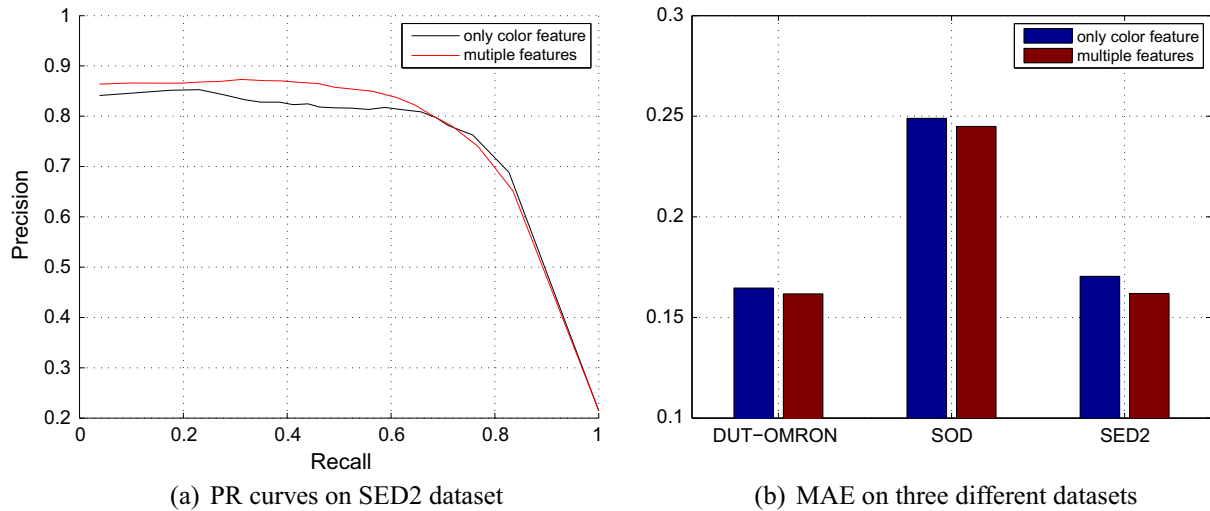 1
0.9
0.8
0.7
0.6
0.5
0.4
0.3
0.2
Precision
0 0.2 0.4 0.6 0.8 1
Recall
only color feature
mutiple features
(a) PR curves on SED2 dataset
0.3
0.25
0.2
0.15
0.1
only color feature
multiple features
DUT-OMRON SOD SED2
(b) MAE on three different datasets